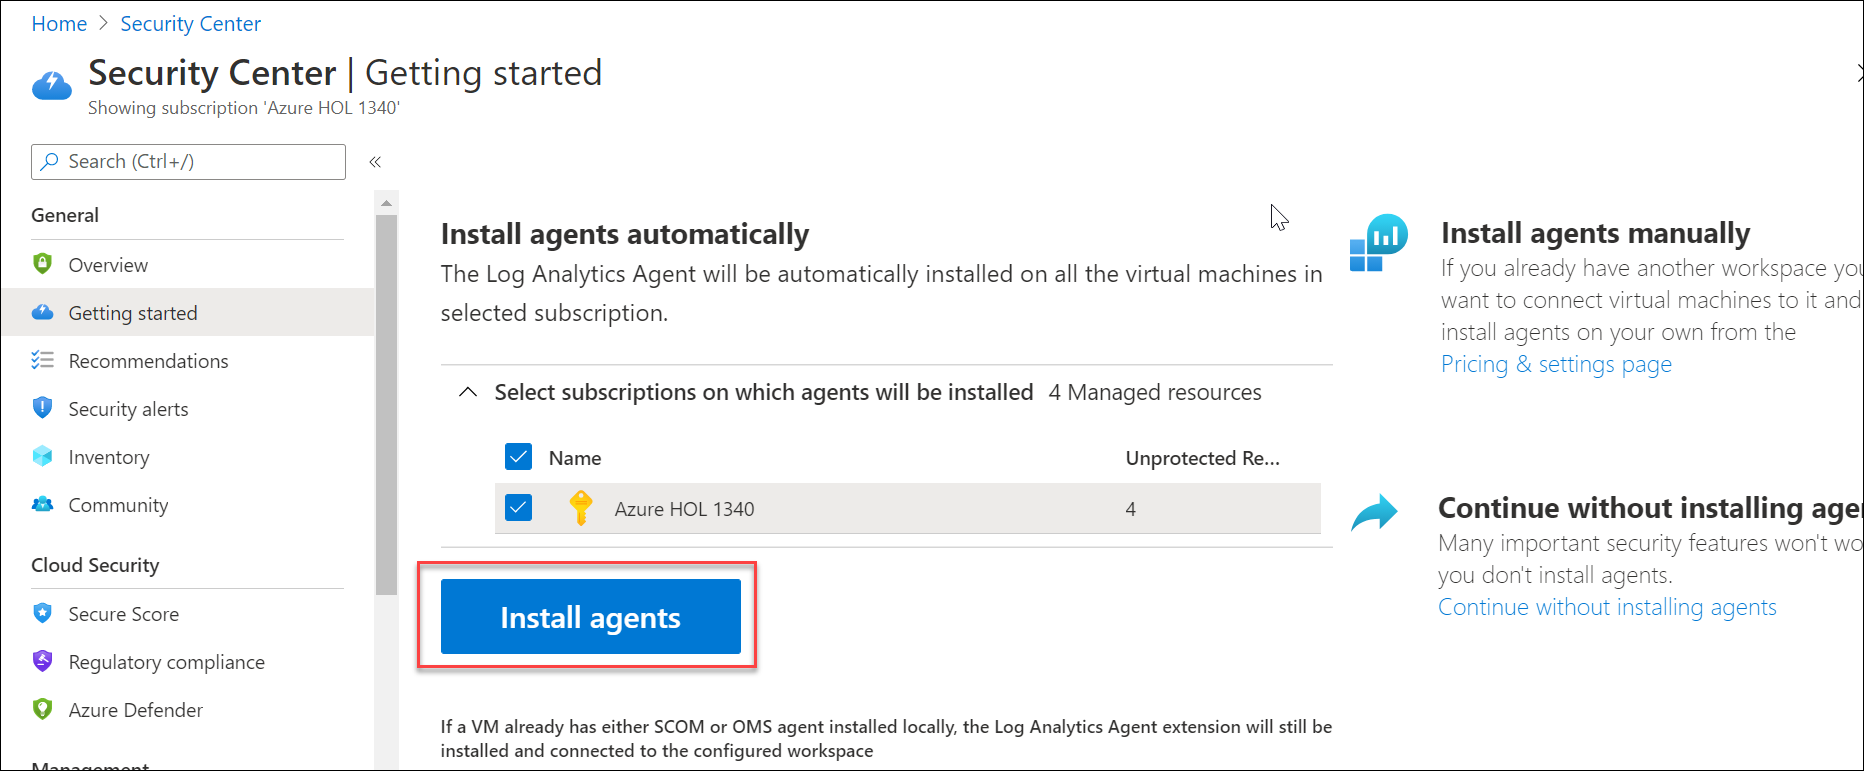 Home > Security Center
Security Center | Getting started
Showing subscription 'Azure HOL 1340'
Search (Ctrl+/)
«
General
Overview
Getting started
Recommendations
Security alerts
Inventory
Community
Cloud Security
Secure Score
Regulatory compliance
Azure Defender
Management
Install agents automatically
The Log Analytics Agent will be automatically installed on all the virtual machines in
selected subscription.
Select subscriptions on which agents will be installed 4 Managed resources
Name Unprotected Re...
Azure HOL 1340 4
Install agents
If a VM already has either SCOM or OMS agent installed locally, the Log Analytics Agent extension will still be
installed and connected to the configured workspace
Install agents manually
If you already have another workspace you
want to connect virtual machines to it and
install agents on your own from the
Pricing & settings page
Continue without installing agen
Many important security features won't wo
you don't install agents.
Continue without installing agents